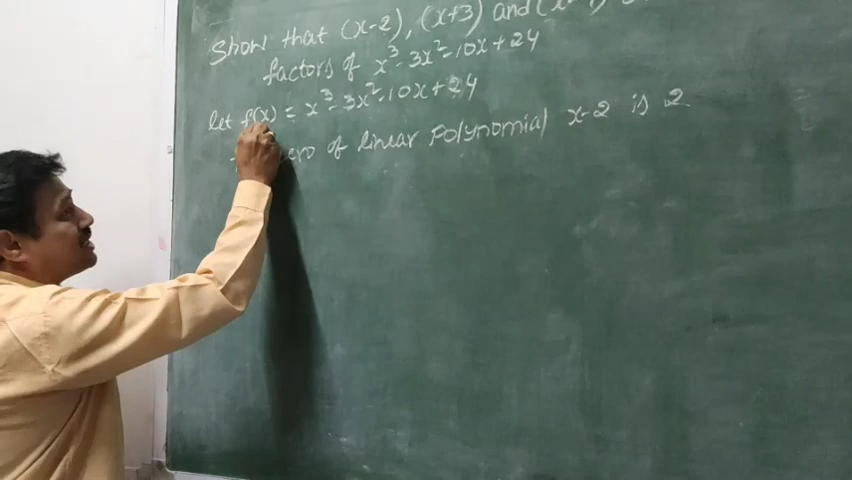 Show that (x-2), (x+3) and (x-
factors of x³-3x²-10x+24
let f(x) = x³-3x²-10x+24
zero of linear Polynomial x-2 is 2